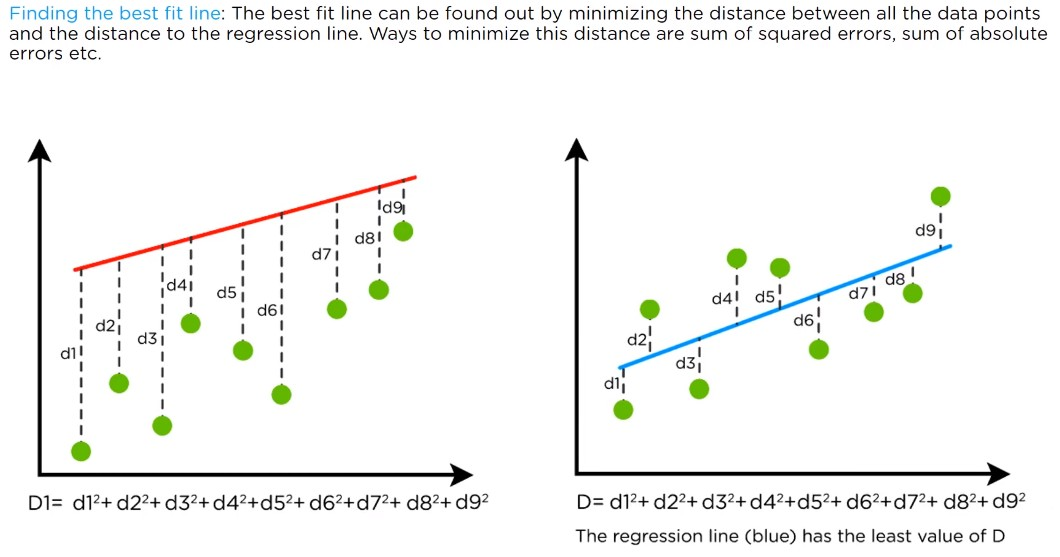 Finding the best fit line: The best fit line can be found out by minimizing the distance between all the data points
and the distance to the regression line. Ways to minimize this distance are sum of squared errors, sum of absolute
errors etc.
d1
d2
d3
d4
d5
d6
d7
d8
d9
D1= d1²+ d2²+ d3²+ d4²+d5²+ d6²+d7²+ d8²+ d9²
d1
d2
d3
d4
d5
d6
d7
d8
d9
D= d1²+ d2²+ d3²+d4²+d5²+ d6²+d7²+ d8²+ d9²
The regression line (blue) has the least value of D